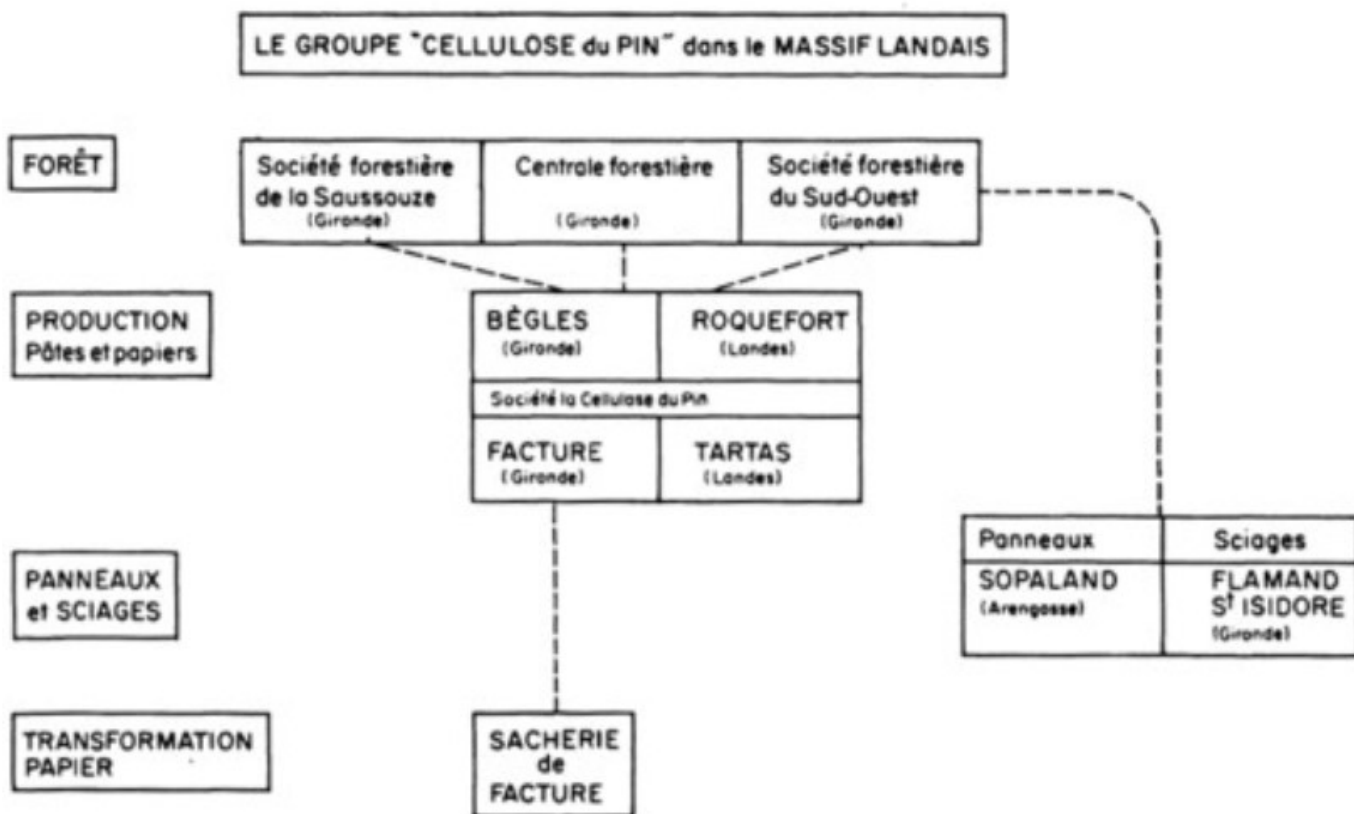 LE GROUPE "CELLULOSE du PIN" dans le MASSIF LANDAIS
FORÊT
Société forestière
de la Saussouze
(Gironde)
Centrale forestière
(Gironde)
Société forestière
du Sud-Ouest
(Gironde)
PRODUCTION
Pâtes et papiers
BÈGLES
(Gironde)
ROQUEFORT
(Landes)
Société la Cellulose du Pin
FACTURE
(Gironde)
TARTAS
(Landes)
PANNEAUX
et SCIAGES
Panneaux
SOPALAND
(Arengosse)
Sciages
FLAMAND
St ISIDORE
(Gironde)
TRANSFORMATION
PAPIER
SACHERIE
de
FACTURE